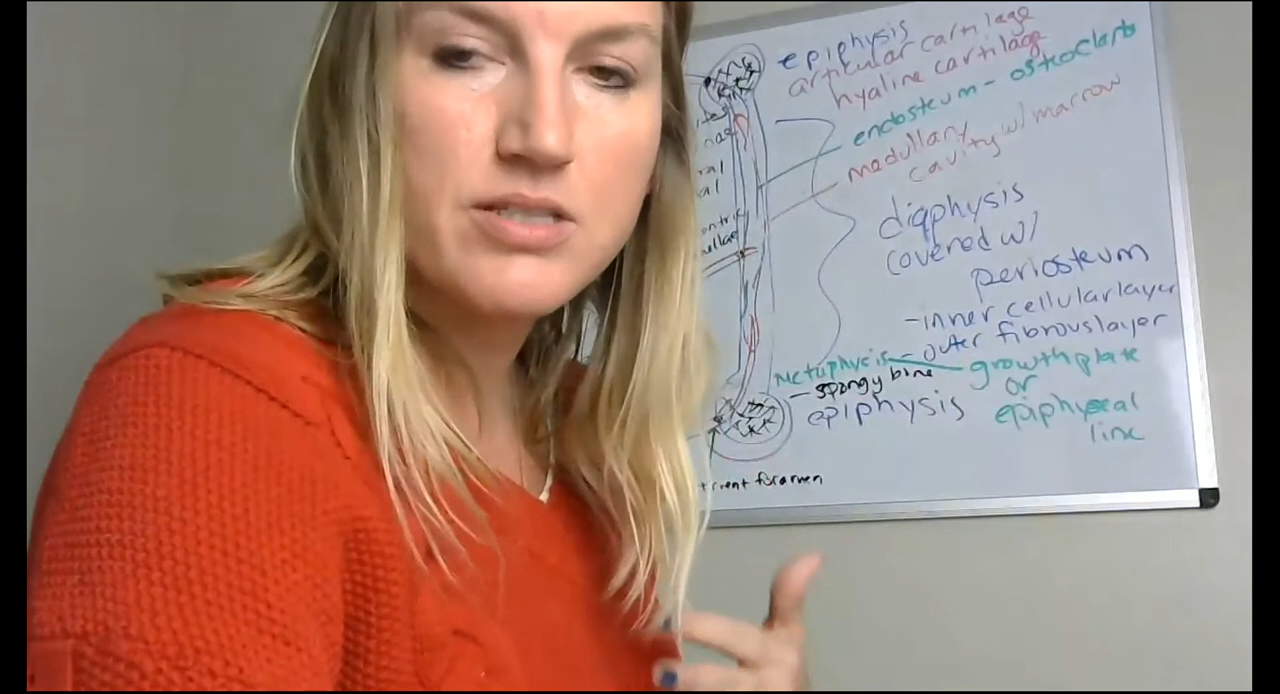 epiphysis
articular cartilage
hyaline cartilage
endosteum - osteoclasts
medullary
cavity w/ marrow
diaphysis
covered w/
periosteum
- inner cellular layer
- outer fibrous layer
Metaphysis - growth plate
or
epiphyseal
line
- spongy bone
epiphysis
trient foramen